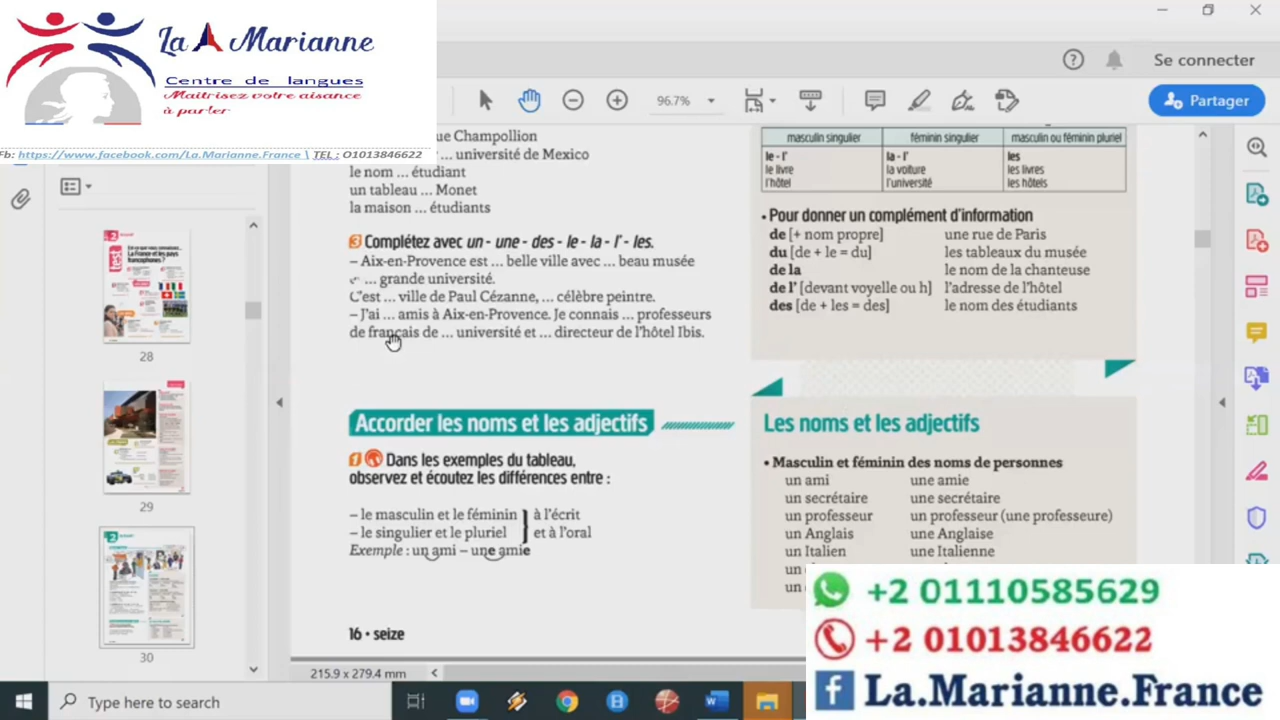 La Marianne
Centre de langues
Maîtrisez votre aisance
à parler
Fb: https://www.facebook.com/La.Marianne.France \ TEL : 01013846622
Se connecter
96.7%
Partager
ue Champollion
... université de Mexico
le nom ... étudiant
un tableau ... Monet
la maison ... étudiants
3 Complétez avec un - une - des - le - la - l' - les.
– Aix-en-Provence est ... belle ville avec ... beau musée
... grande université.
C'est ... ville de Paul Cézanne, ... célèbre peintre.
– J'ai ... amis à Aix-en-Provence. Je connais ... professeurs
de français de ... université et ... directeur de l'hôtel Ibis.
Accorder les noms et les adjectifs
1 Dans les exemples du tableau,
observez et écoutez les différences entre :
– le masculin et le féminin
– le singulier et le pluriel
à l'écrit
et à l'oral
Exemple : un ami – une amie
16 • seize
masculin singulier féminin singulier masculin ou féminin pluriel
le - l' la - l' les
le livre la voiture les livres
l'hôtel l'université les hôtels
• Pour donner un complément d'information
de [+ nom propre] une rue de Paris
du [de + le = du] les tableaux du musée
de la le nom de la chanteuse
de l' [devant voyelle ou h] l'adresse de l'hôtel
des [de + les = des] le nom des étudiants
Les noms et les adjectifs
• Masculin et féminin des noms de personnes
un ami une amie
un secrétaire une secrétaire
un professeur un professeur (une professeure)
un Anglais une Anglaise
un Italien une Italienne
un
un
28
29
30
215.9 x 279.4 mm
+2 01110585629
+2 01013846622
La.Marianne.France
Type here to search